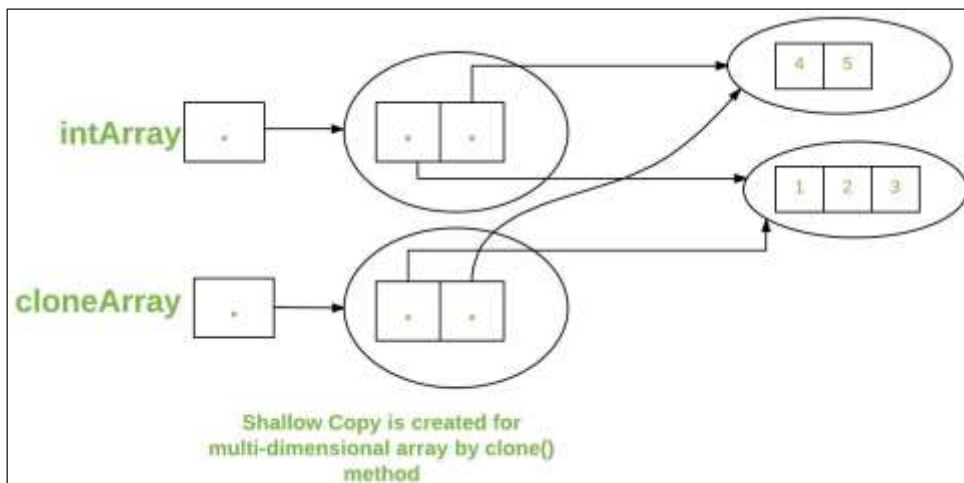 4 5
intArray
1 2 3
cloneArray
Shallow Copy is created for
multi-dimensional array by clone()
method